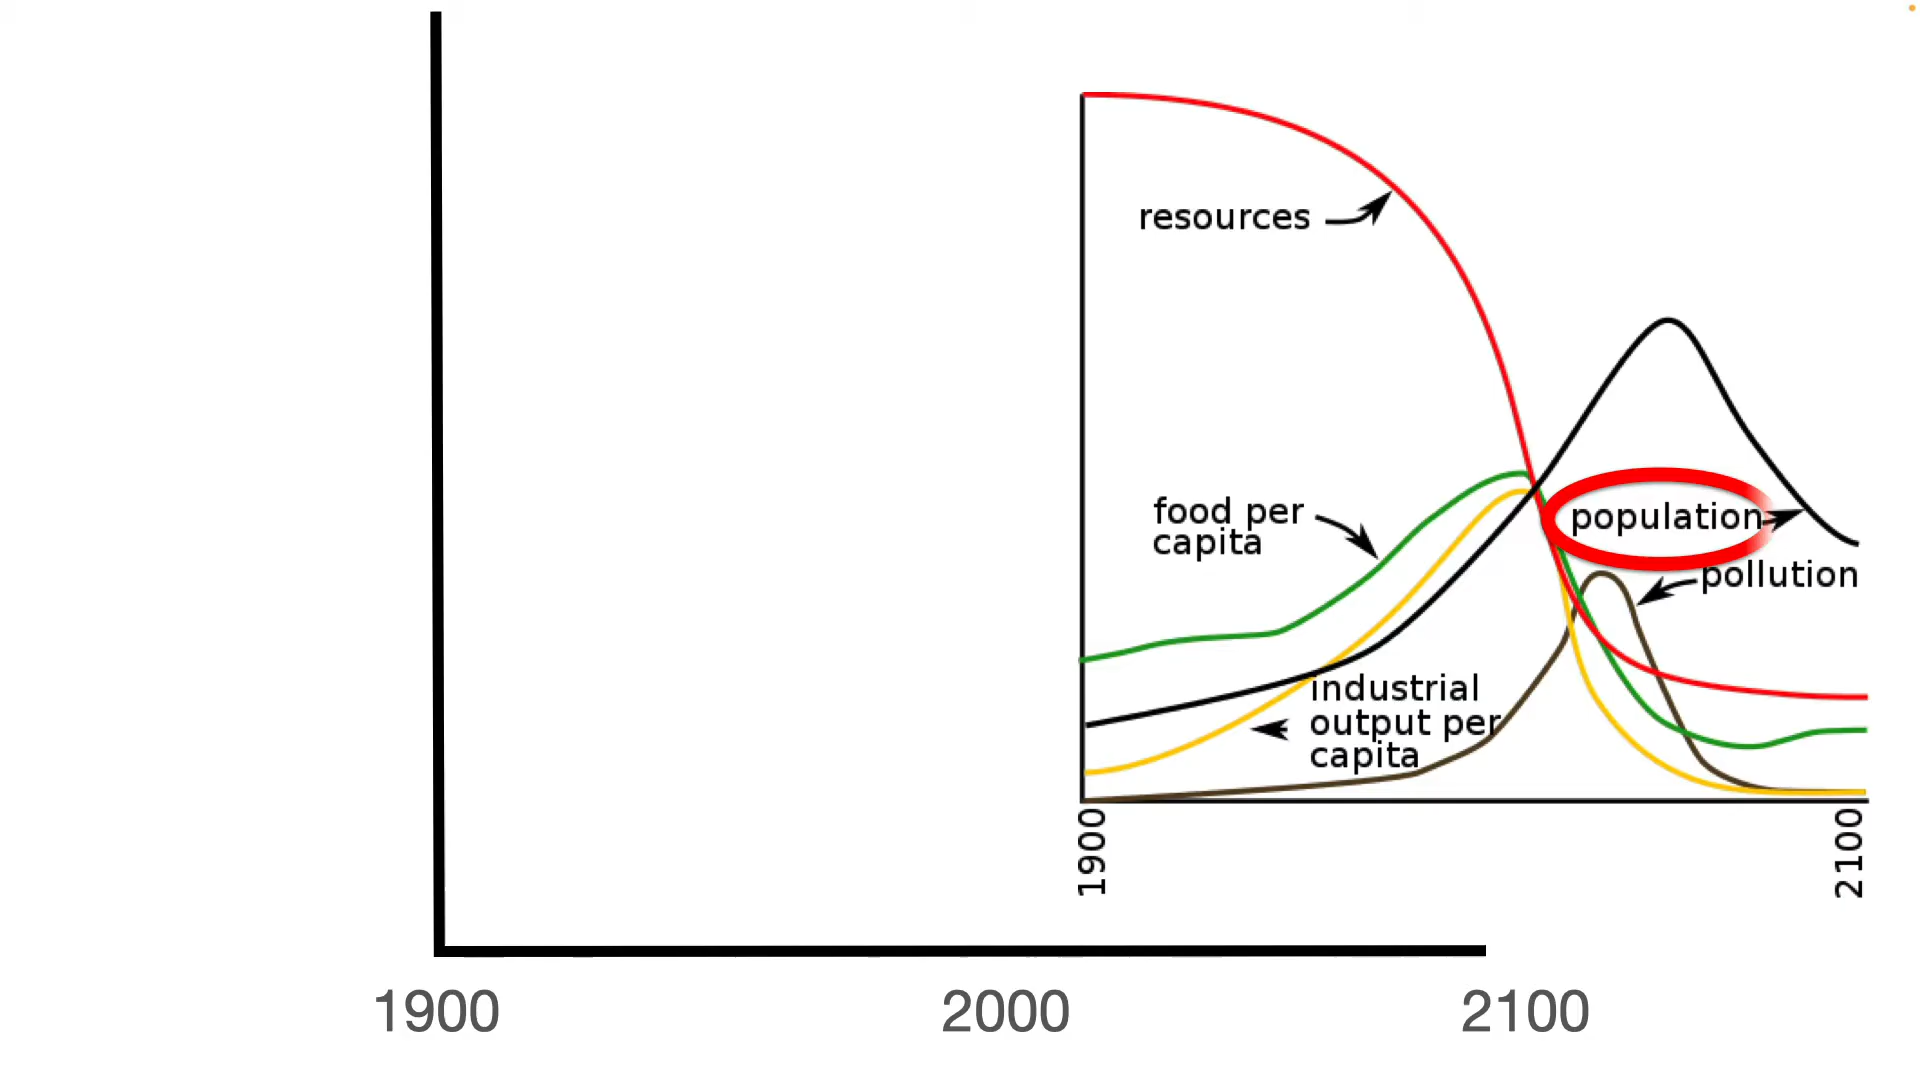 resources
food per
capita
population
pollution
industrial
output per
capita
1900
2100
1900
2000
2100